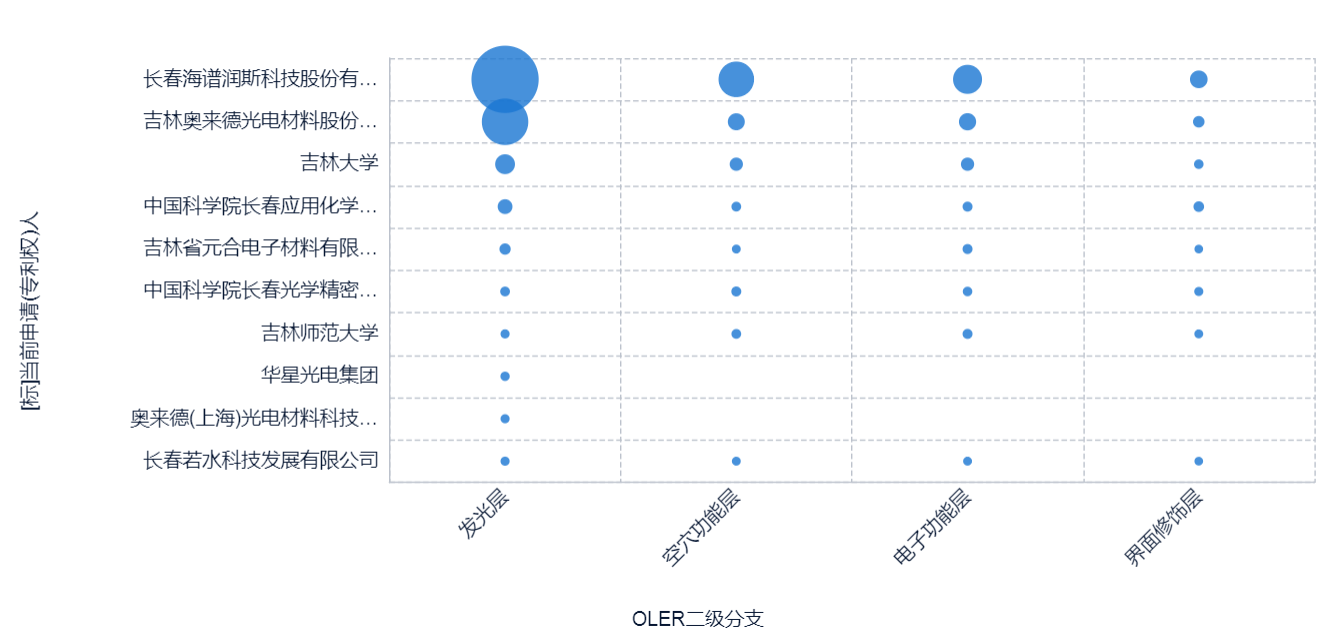 长春海谱润斯科技股份有...
吉林奥来德光电材料股份...
吉林大学
中国科学院长春应用化学...
吉林省元合电子材料有限...
中国科学院长春光学精密...
吉林师范大学
华星光电集团
奥来德(上海)光电材料科技...
长春若水科技发展有限公司
[标]当前申请(专利权)人
发光层
空穴功能层
电子功能层
界面修饰层
OLER二级分支